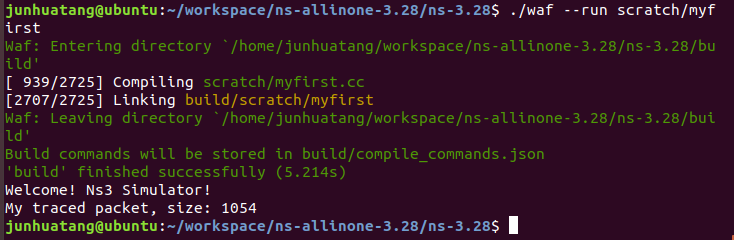 junhuatang@ubuntu:~/workspace/ns-allinone-3.28/ns-3.28$ ./waf --run scratch/myf
irst
Waf: Entering directory `/home/junhuatang/workspace/ns-allinone-3.28/ns-3.28/bu
ild'
[ 939/2725] Compiling scratch/myfirst.cc
[2707/2725] Linking build/scratch/myfirst
Waf: Leaving directory `/home/junhuatang/workspace/ns-allinone-3.28/ns-3.28/bui
ld'
Build commands will be stored in build/compile_commands.json
'build' finished successfully (5.214s)
Welcome! Ns3 Simulator!
My traced packet, size: 1054
junhuatang@ubuntu:~/workspace/ns-allinone-3.28/ns-3.28$